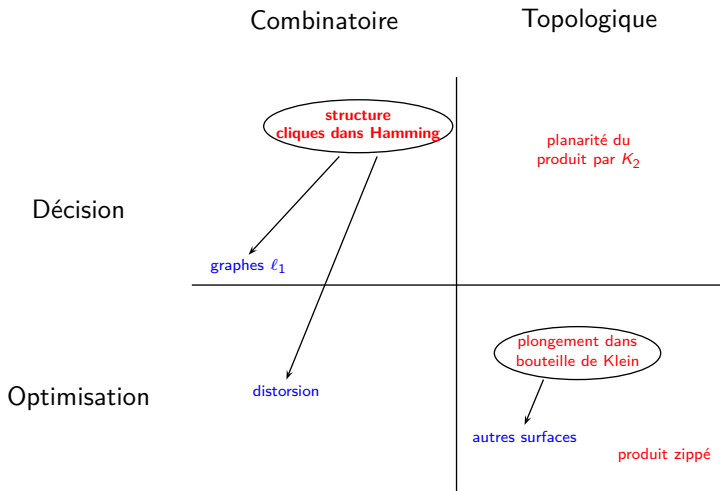 Combinatoire
Topologique
structure
cliques dans Hamming
planarité du
produit par K₂
Décision
graphes ℓ₁
plongement dans
bouteille de Klein
Optimisation
distorsion
autres surfaces
produit zippé